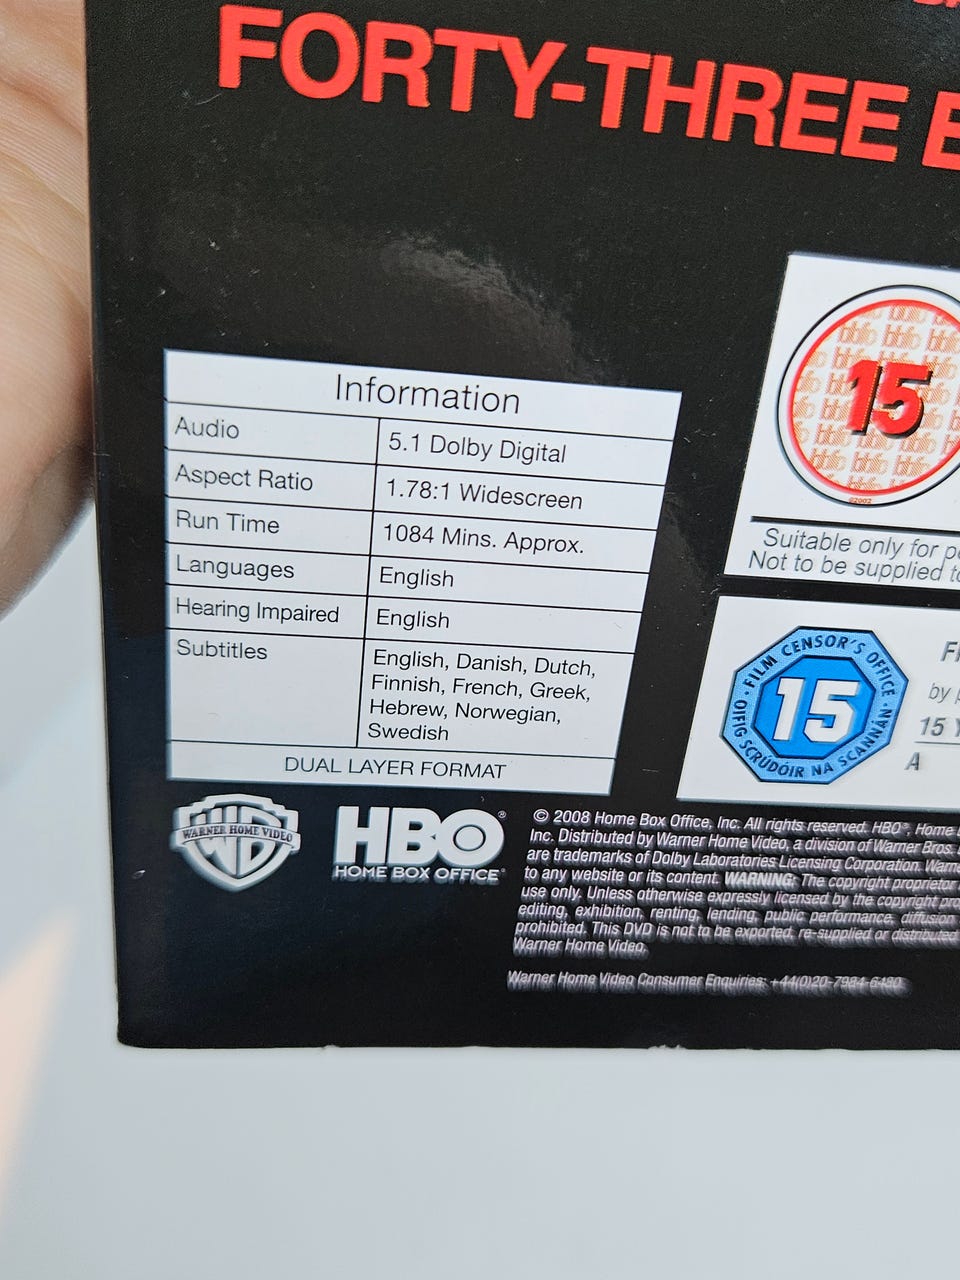 FORTY-THREE
Information
Audio 5.1 Dolby Digital
Aspect Ratio 1.78:1 Widescreen
Run Time 1084 Mins. Approx.
Languages English
Hearing Impaired English
Subtitles English, Danish, Dutch,
Finnish, French, Greek,
Hebrew, Norwegian,
Swedish
DUAL LAYER FORMAT
15
Suitable only for
Not to be supplied
FILM CENSOR'S OFFICE
15
OIFIG SCRÚDÓIR NA SCANNÁN
by
15
A
WARNER HOME VIDEO
HBO®
HOME BOX OFFICE®
© 2008 Home Box Office, Inc. All rights reserved. HBO®, Home
Inc. Distributed by Warner Home Video, a division of Warner Bros.
are trademarks of Dolby Laboratories Licensing Corporation.
to any website or its content. WARNING: The copyright proprietor
use only. Unless otherwise expressly licensed by the copyright
editing, exhibition, renting, lending, public performance, diffusion
prohibited. This DVD is not to be exported, re-supplied or distributed
Warner Home Video.
Warner Home Video Consumer Enquiries: